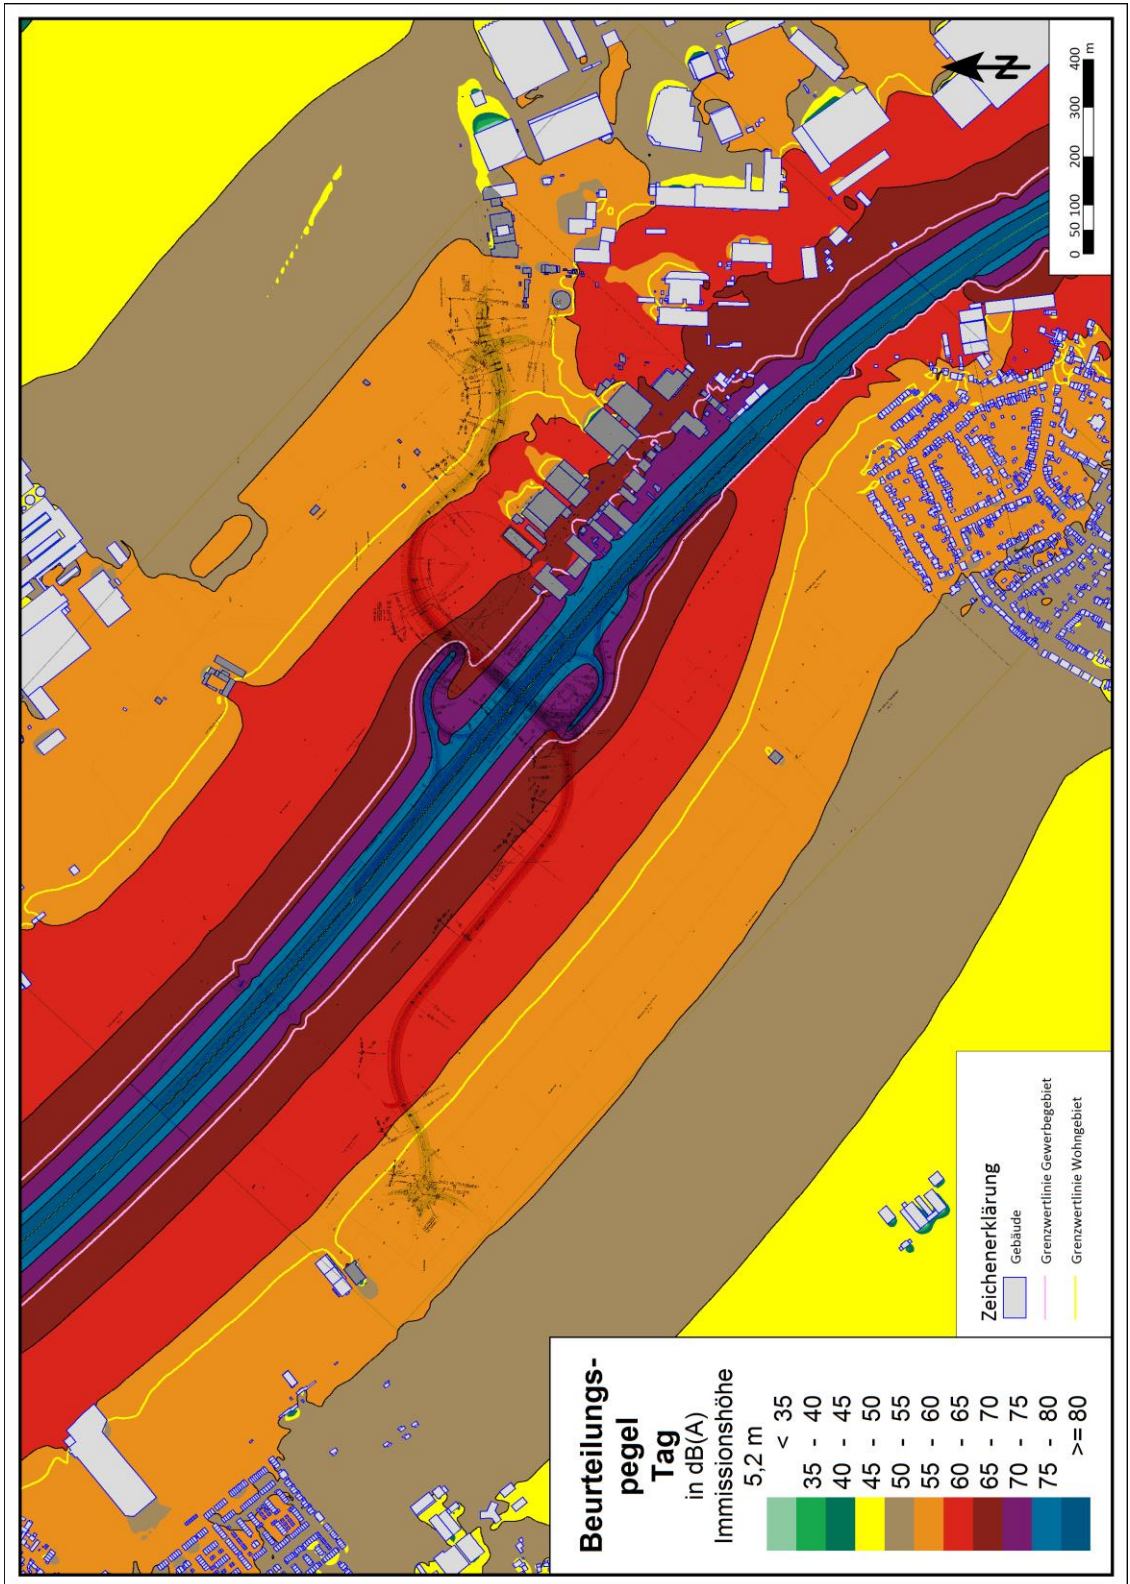 Beurteilungs-
pegel
Tag
in dB(A)
Immissionshöhe
5,2 m
< 35
35 - 40
40 - 45
45 - 50
50 - 55
55 - 60
60 - 65
65 - 70
70 - 75
75 - 80
>= 80
Zeichenerklärung
Gebäude
Grenzwertlinie Gewerbegebiet
Grenzwertlinie Wohngebiet
N
0 50 100 200 300 400
m